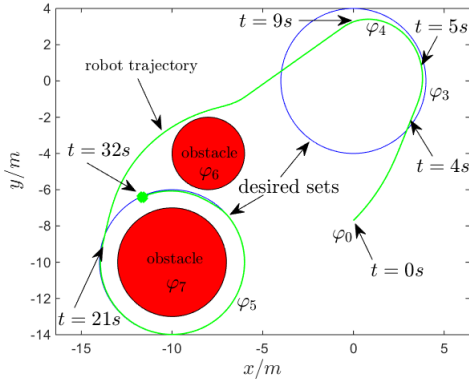 4
2
0
-2
-4
-6
-8
-10
-12
-14
y/m
-15
-10
-5
0
5
x/m
t = 9s
φ4
t = 5s
φ3
t = 4s
robot trajectory
t = 32s
obstacle
φ6
desired sets
φ0
t = 0s
obstacle
φ7
φ5
t = 21s